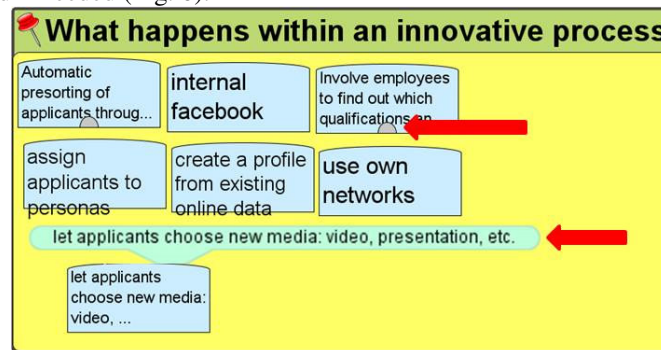 What happens within an innovative process
Automatic
presorting of
applicants throug...
internal
facebook
Involve employees
to find out which
qualifications an
assign
applicants to
personas
create a profile
from existing
online data
use own
networks
let applicants choose new media: video, presentation, etc.
let applicants
choose new media:
video, ...